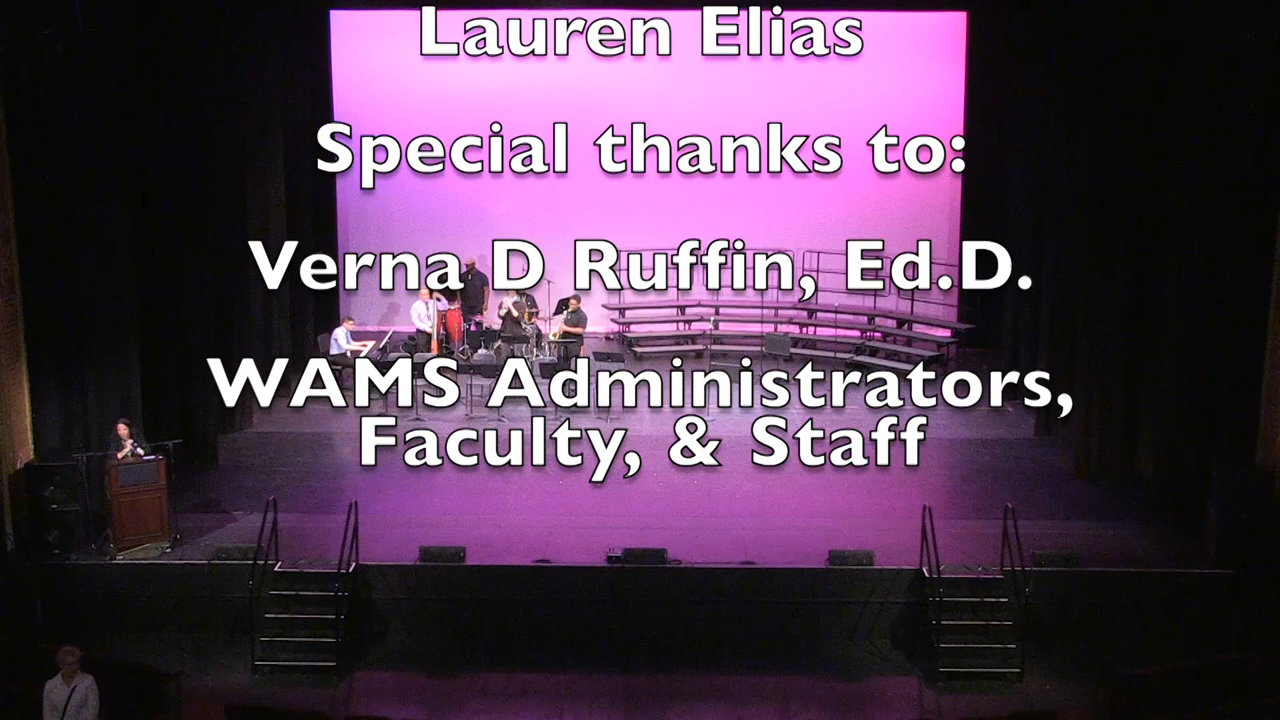 Lauren Elias
Special thanks to:
Verna D Ruffin, Ed.D.
WAMS Administrators,
Faculty, & Staff